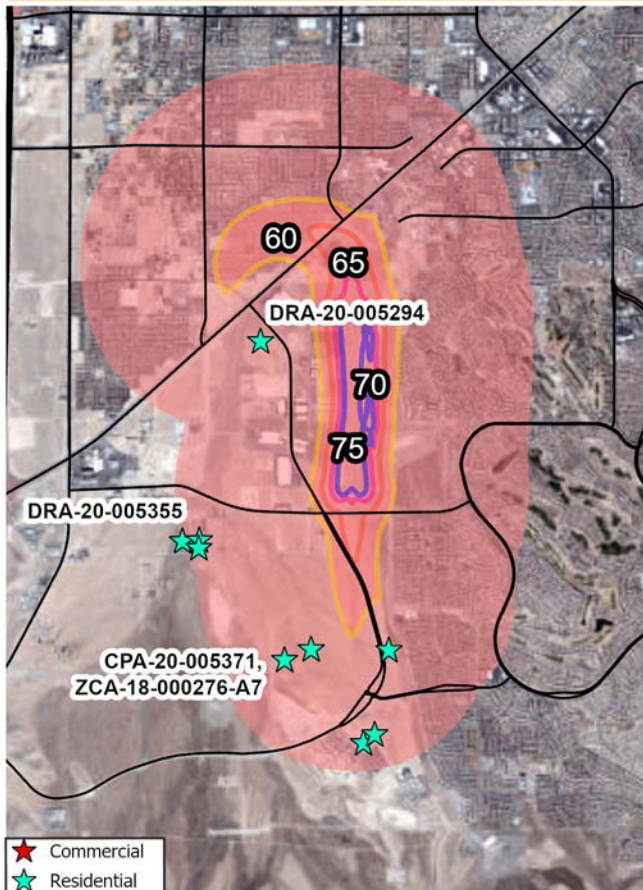 60
65
DRA-20-005294
70
75
DRA-20-005355
CPA-20-005371,
ZCA-18-000276-A7
Commercial
Residential